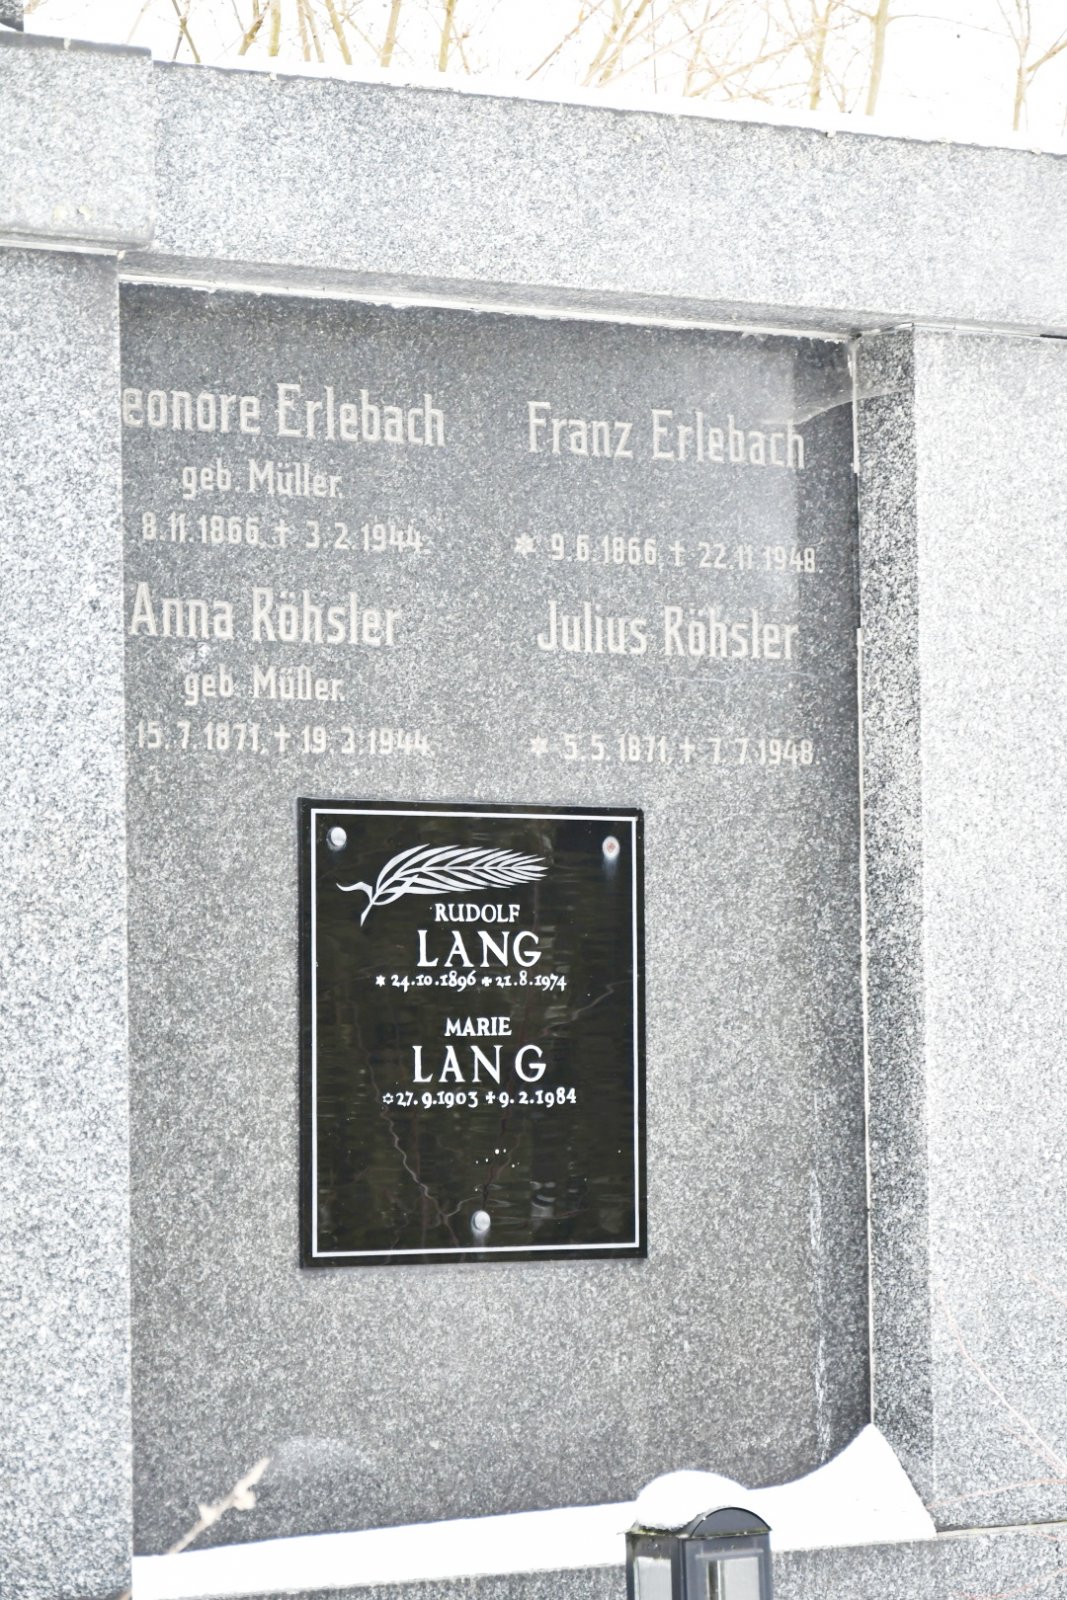 eonore Erlebach
geb. Müller.
8.11.1866 † 3.2.1944.
Franz Erlebach
* 9.6.1866, † 22.11.1948.
Anna Röhsler
geb. Müller.
15.7.1871, † 19.3.1944.
Julius Röhsler
* 5.5.1871, † 7.7.1948.
RUDOLF
LANG
* 24.10.1896 + 21.8.1974
MARIE
LANG
* 27.9.1903 + 9.2.1984